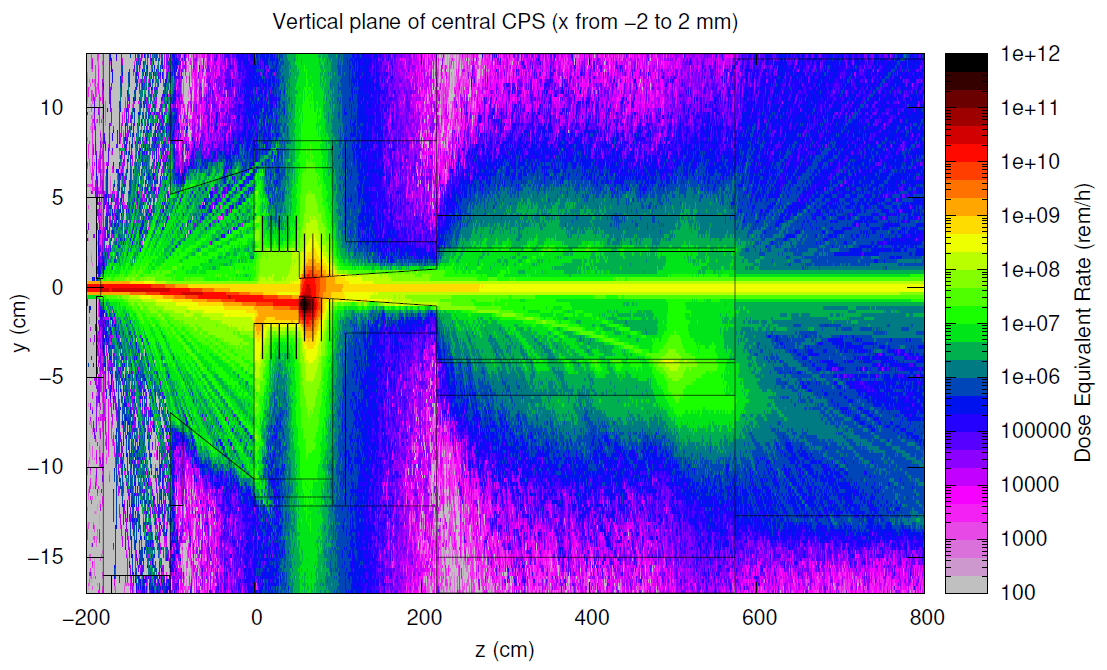 Vertical plane of central CPS (x from −2 to 2 mm)
10
5
0
−5
−10
−15
y (cm)
−200
0
200
400
600
800
z (cm)
1e+12
1e+11
1e+10
1e+09
1e+08
1e+07
1e+06
100000
10000
1000
100
Dose Equivalent Rate (rem/h)